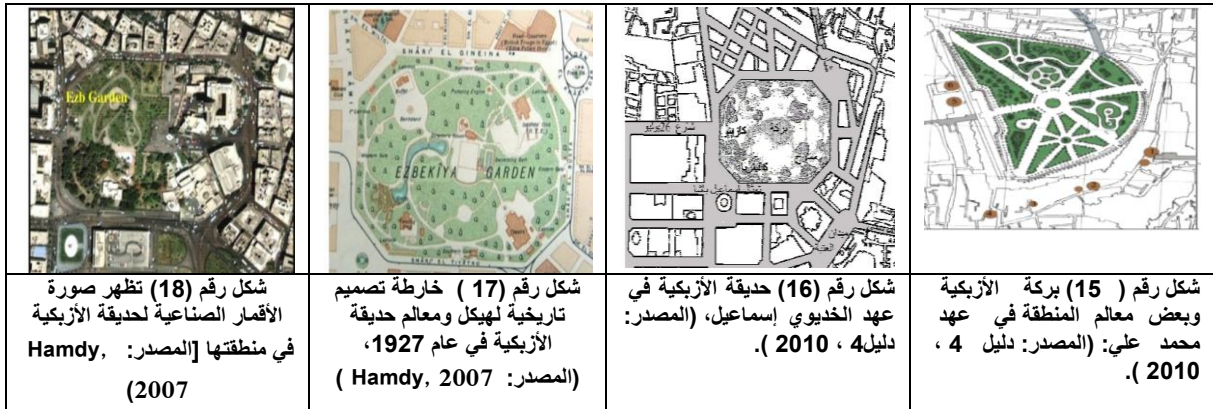 Ezb Garden
SHÂRI' EL GINEINA
EZBEKIYA GARDEN
كازينو
بركة
شكل رقم ( 15) بركة الأزبكية
وبعض معالم المنطقة في عهد
محمد علي: (المصدر: دليل 4 ،
2010 ).
شكل رقم (16) حديقة الأزبكية في
عهد الخديوي إسماعيل، (المصدر:
دليل4 ، 2010 ).
شكل رقم (17 ) خارطة تصميم
تاريخية لهيكل ومعالم حديقة
الأزبكية في عام 1927،
(المصدر: Hamdy, 2007 )
شكل رقم (18) تظهر صورة
الأقمار الصناعية لحديقة الأزبكية
في منطقتها [المصدر: Hamdy,
2007)